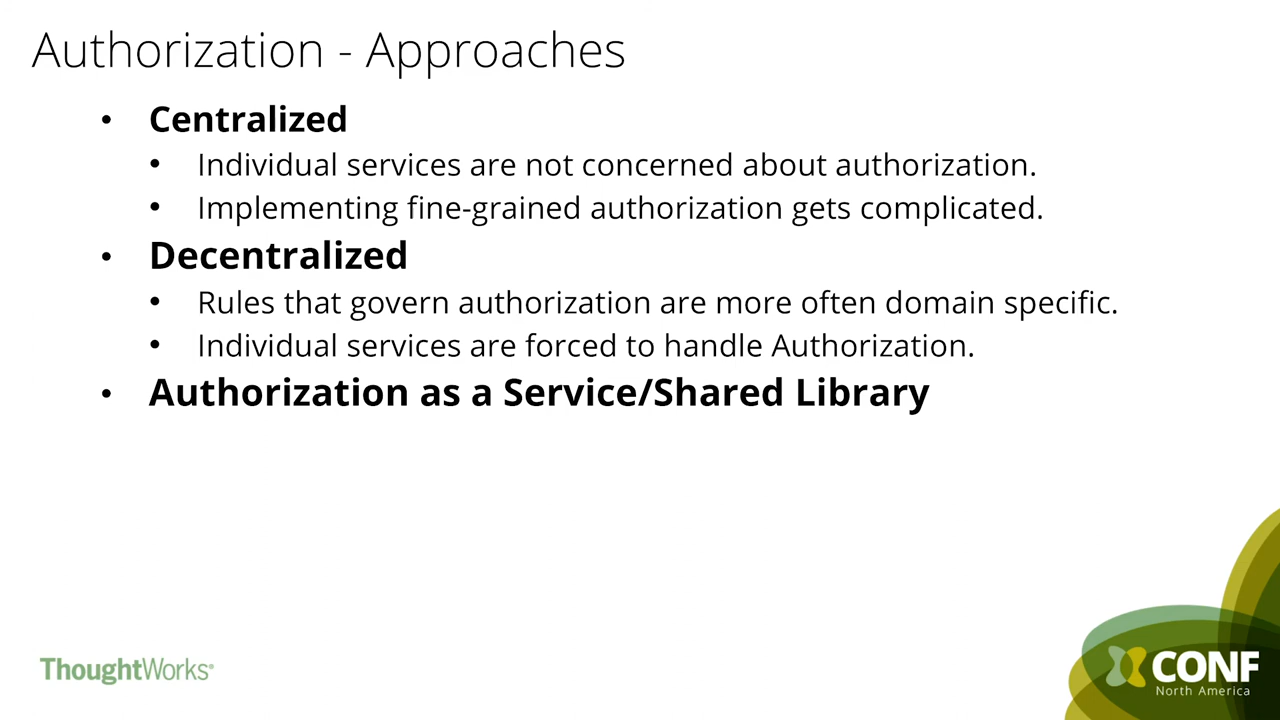 Authorization - Approaches
• Centralized
• Individual services are not concerned about authorization.
• Implementing fine-grained authorization gets complicated.
• Decentralized
• Rules that govern authorization are more often domain specific.
• Individual services are forced to handle Authorization.
• Authorization as a Service/Shared Library
ThoughtWorks®
XCONF
North America